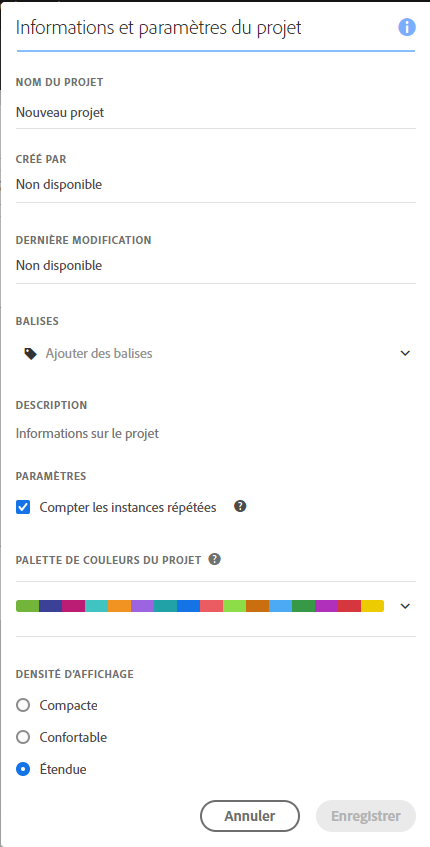 Informations et paramètres du projet
NOM DU PROJET
Nouveau projet
CRÉÉ PAR
Non disponible
DERNIÈRE MODIFICATION
Non disponible
BALISES
Ajouter des balises
DESCRIPTION
Informations sur le projet
PARAMÈTRES
Compter les instances répétées
PALETTE DE COULEURS DU PROJET
DENSITÉ D'AFFICHAGE
Compacte
Confortable
Étendue
Annuler Enregistrer